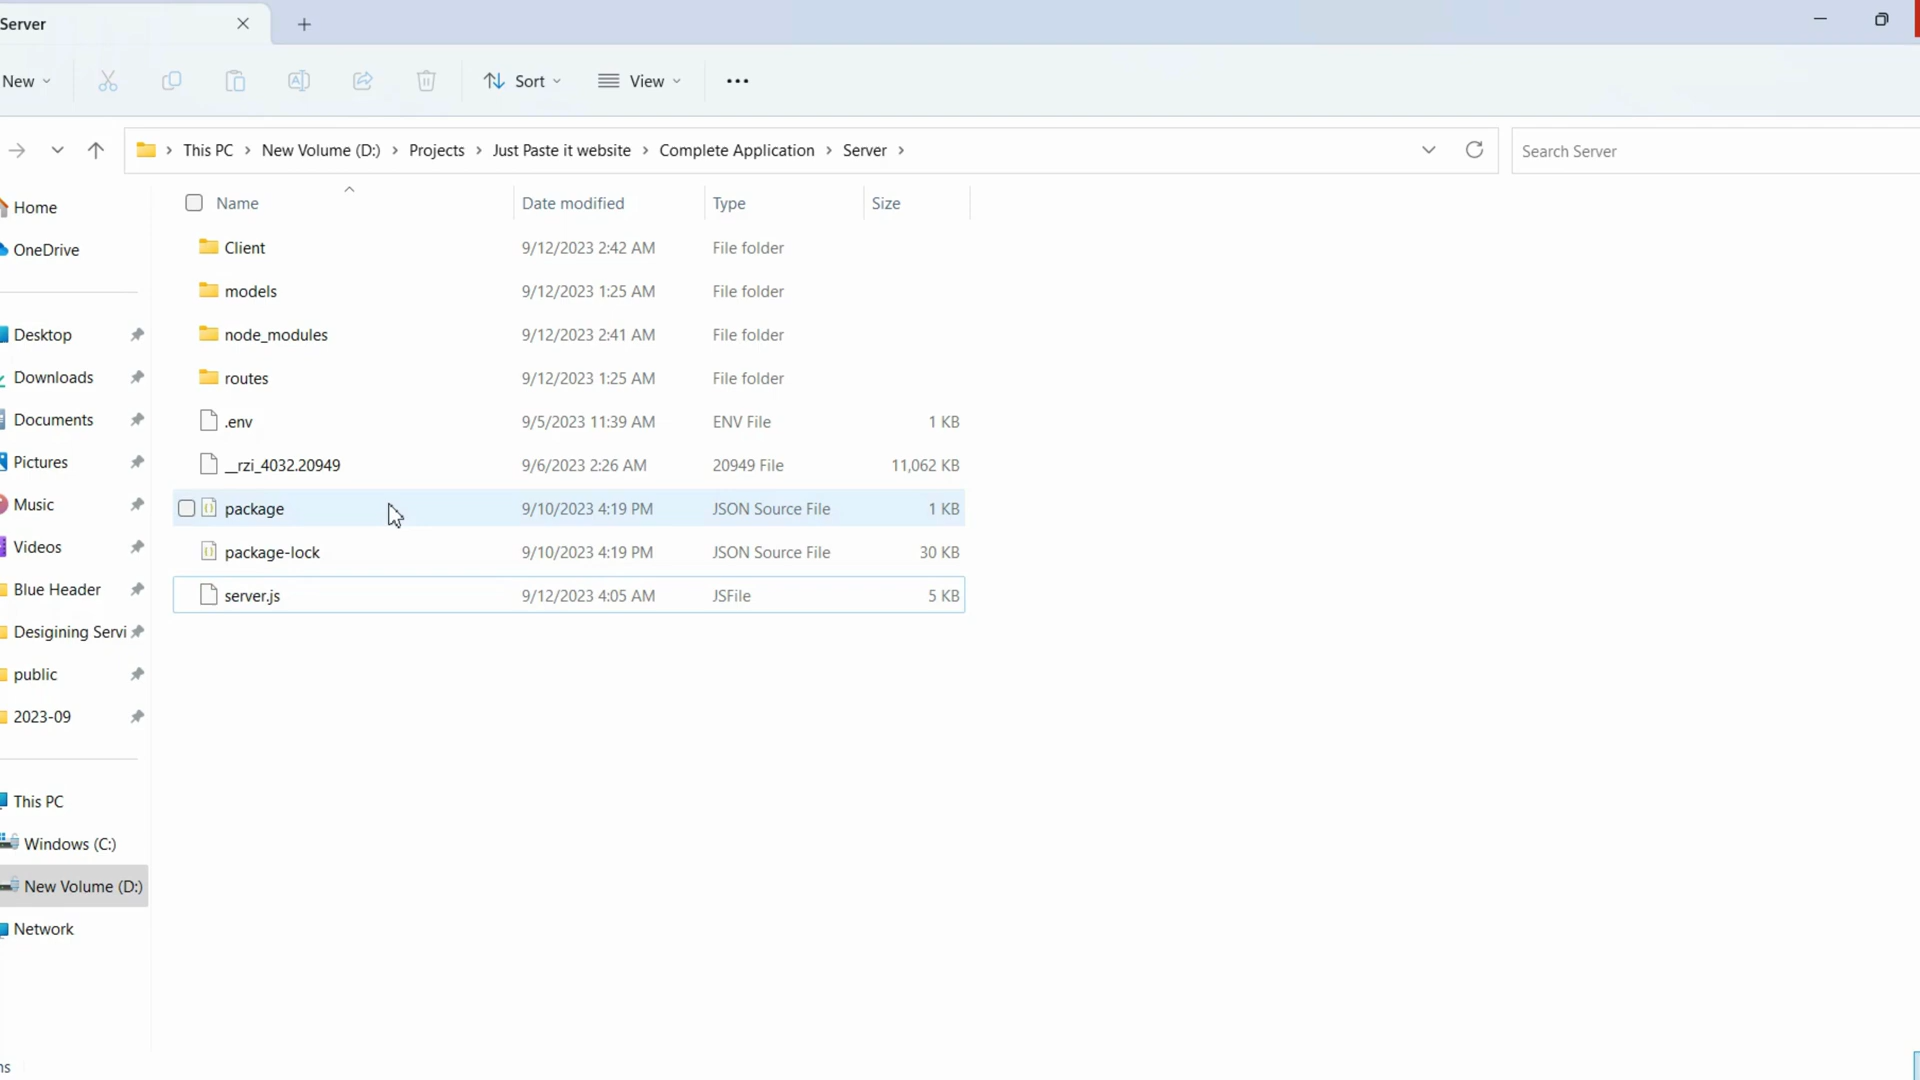 Server
New
Sort
View
This PC > New Volume (D:) > Projects > Just Paste it website > Complete Application > Server >
Search Server
Home
OneDrive
Desktop
Downloads
Documents
Pictures
Music
Videos
Blue Header
Desigining Servi
public
2023-09
This PC
Windows (C:)
New Volume (D:)
Network
Name Date modified Type Size
Client 9/12/2023 2:42 AM File folder
models 9/12/2023 1:25 AM File folder
node_modules 9/12/2023 2:41 AM File folder
routes 9/12/2023 1:25 AM File folder
.env 9/5/2023 11:39 AM ENV File 1 KB
__rzi_4032.20949 9/6/2023 2:26 AM 20949 File 11,062 KB
package 9/10/2023 4:19 PM JSON Source File 1 KB
package-lock 9/10/2023 4:19 PM JSON Source File 30 KB
server.js 9/12/2023 4:05 AM JSFile 5 KB